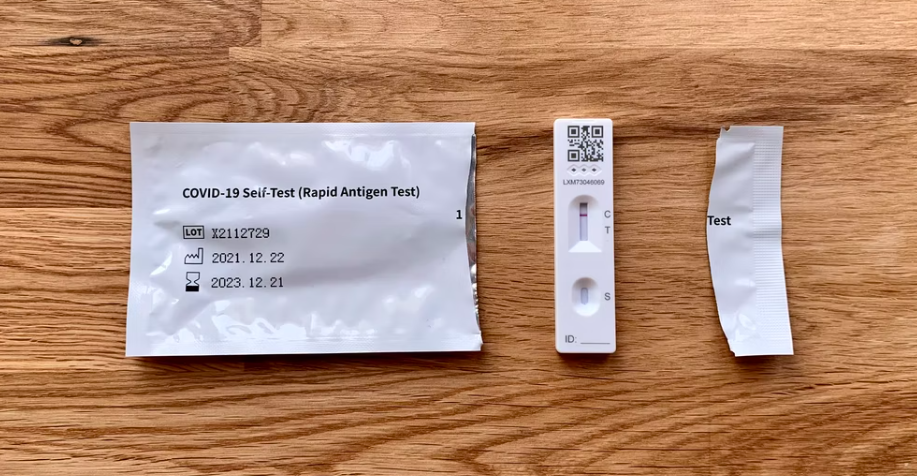 COVID-19 Self-Test (Rapid Antigen Test)
1
LOT X2112729
2021.12.22
2023.12.21
LXM73046069
C
T
S
ID:
Test